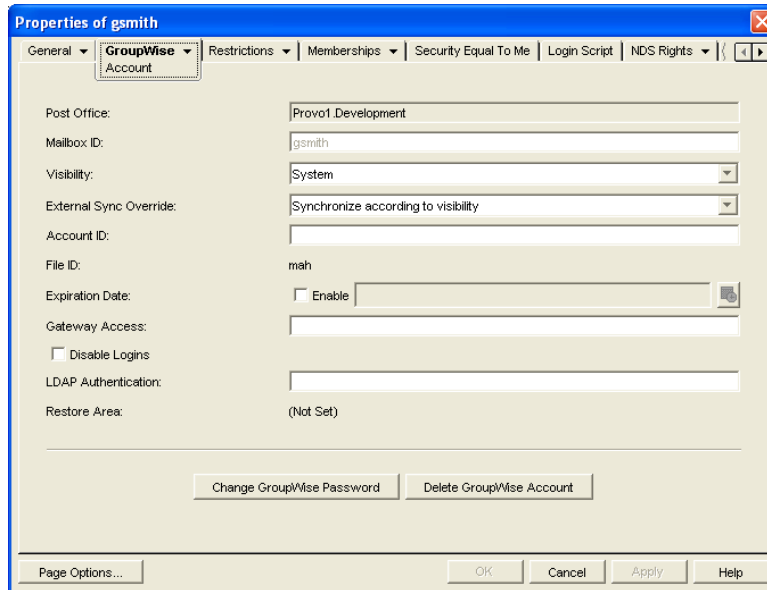 Properties of gsmith
General GroupWise Restrictions Memberships Security Equal To Me Login Script NDS Rights
Account
Post Office: Provo1.Development
Mailbox ID: gsmith
Visibility: System
External Sync Override: Synchronize according to visibility
Account ID:
File ID: mah
Expiration Date: Enable
Gateway Access:
Disable Logins
LDAP Authentication:
Restore Area: (Not Set)
Change GroupWise Password Delete GroupWise Account
Page Options... OK Cancel Apply Help